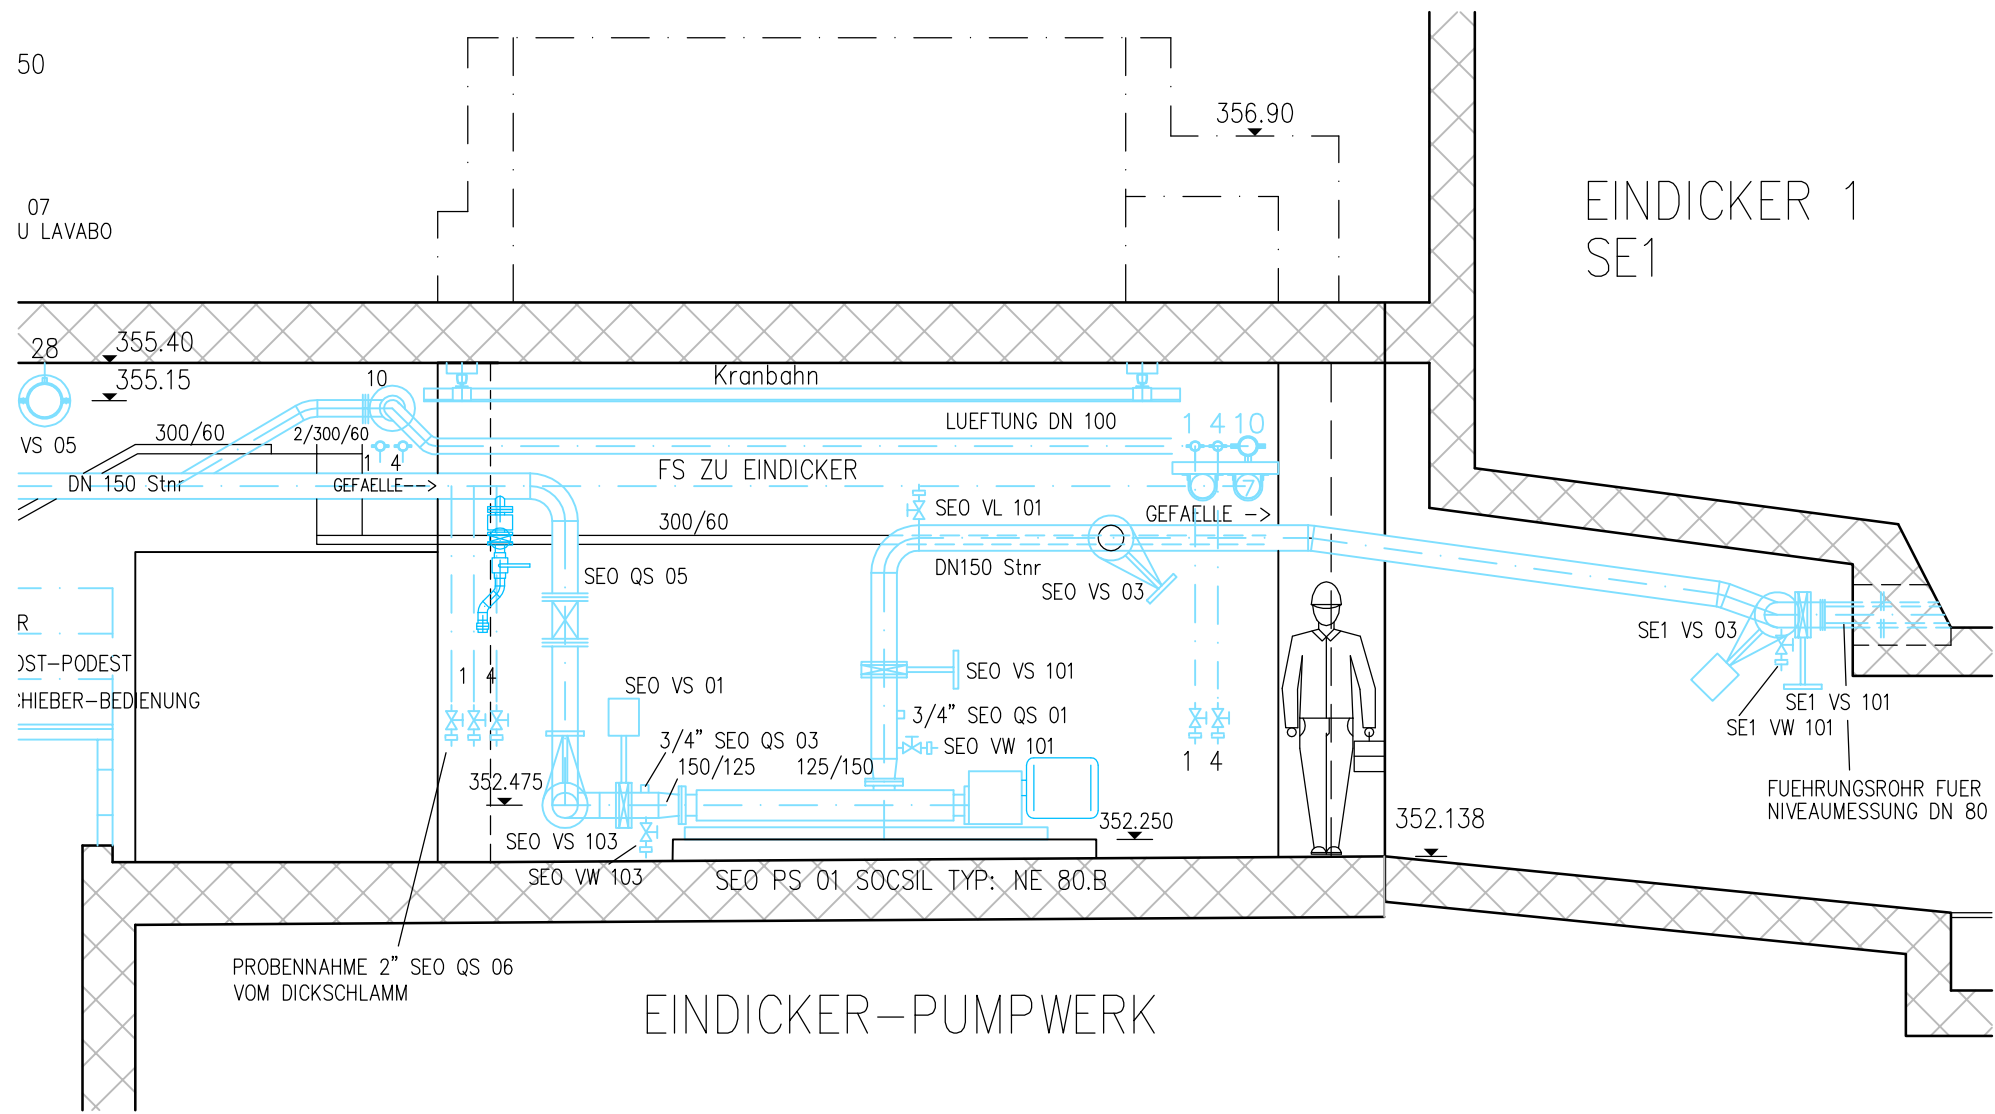 50
356.90
EINDICKER 1
SE1
07
U LAVABO
28
355.40
355.15
10
Kranbahn
LUEFTUNG DN 100
1 4 10
VS 05
300/60
2/300/60
1 4
DN 150 Stnr
GEFAELLE-->
FS ZU EINDICKER
7
300/60
SEO VL 101
GEFAELLE ->
DN150 Stnr
SEO QS 05
SEO VS 03
R
OST-PODEST
CHIEBER-BEDIENUNG
1 4
SEO VS 01
SEO VS 101
SE1 VS 03
3/4" SEO QS 01
SE1 VS 101
SE1 VW 101
3/4" SEO QS 03
SEO VW 101
150/125 125/150
1 4
352.475
FUEHRUNGSROHR FUER
NIVEAUMESSUNG DN 80
352.250
352.138
SEO VS 103
SEO VW 103
SEO PS 01 SOCSIL TYP: NE 80.B
PROBENNAHME 2" SEO QS 06
VOM DICKSCHLAMM
EINDICKER-PUMPWERK